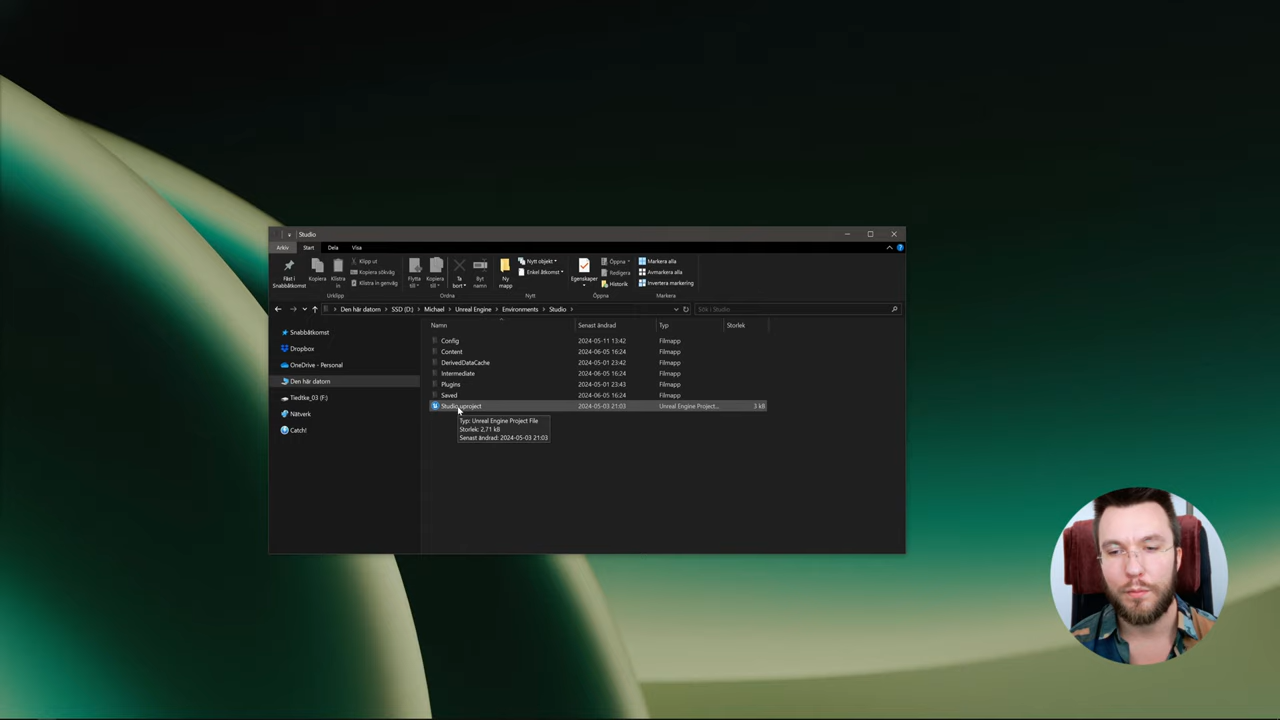 Studio
Arkiv Start Dela Visa
Fäst i Snabbåtkomst
Kopiera
Klistra in
Klipp ut
Kopiera sökväg
Klistra in genväg
Urklipp
Flytta till
Kopiera till
Ta bort
Byt namn
Ordna
Ny mapp
Nytt objekt
Enkel åtkomst
Nytt
Egenskaper
Öppna
Redigera
Historik
Öppna
Markera alla
Avmarkera alla
Invertera markering
Markera
Den här datorn > SSD (D:) > Michael > Unreal Engine > Environments > Studio >
Sök i Studio
Snabbåtkomst
Dropbox
OneDrive - Personal
Den här datorn
Tiedtke_03 (F:)
Nätverk
Catch!
Namn Senast ändrad Typ Storlek
Config 2024-05-11 13:42 Filmapp
Content 2024-06-05 16:24 Filmapp
DerivedDataCache 2024-05-01 23:42 Filmapp
Intermediate 2024-06-05 16:24 Filmapp
Plugins 2024-05-01 23:43 Filmapp
Saved 2024-06-05 16:24 Filmapp
Studio.uproject 2024-05-03 21:03 Unreal Engine Project... 3 kB
Typ: Unreal Engine Project File
Storlek: 2,71 kB
Senast ändrad: 2024-05-03 21:03